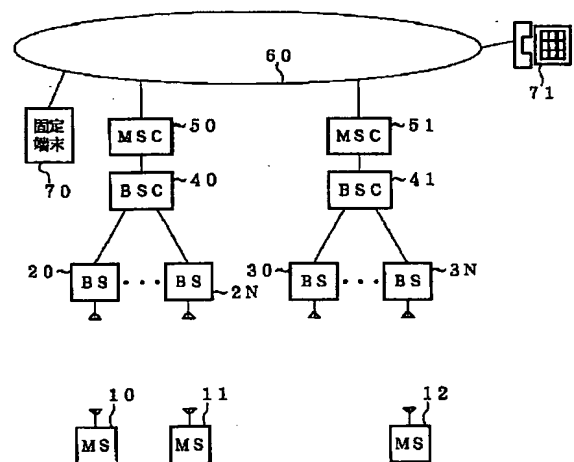 60
71
固定
端末
70
MSC
50
MSC
51
BSC
40
BSC
41
20
BS
...
BS
2N
30
BS
...
BS
3N
10
MS
11
MS
12
MS